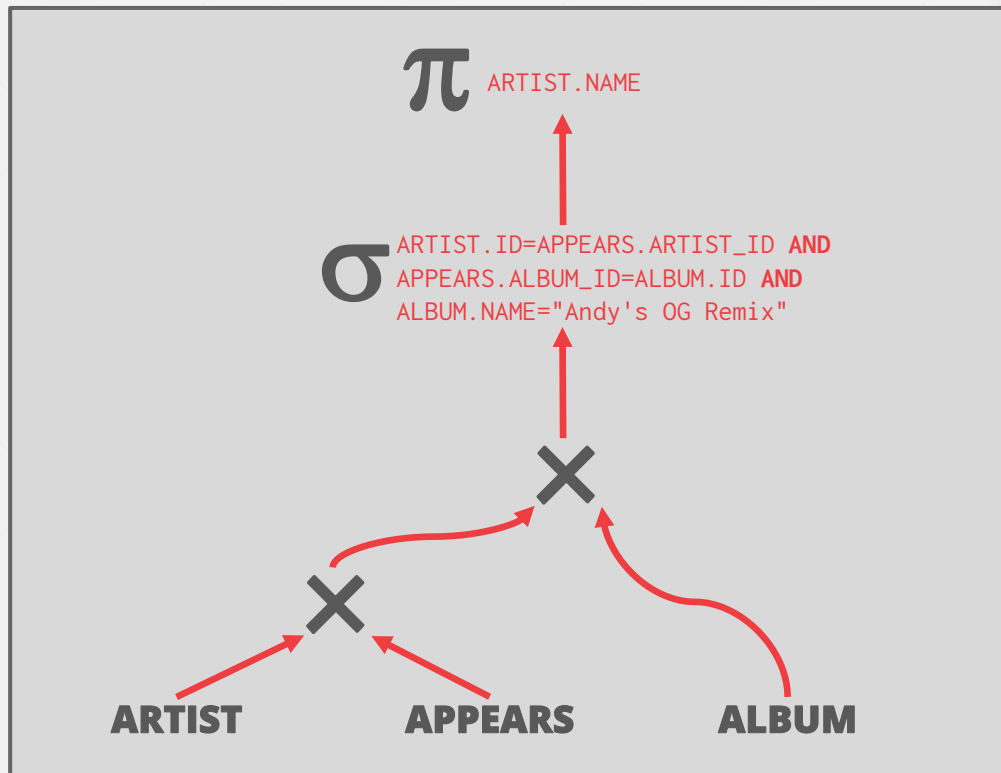 π ARTIST.NAME
σ ARTIST.ID=APPEARS.ARTIST_ID AND
APPEARS.ALBUM_ID=ALBUM.ID AND
ALBUM.NAME="Andy's OG Remix"
×
×
ARTIST APPEARS ALBUM